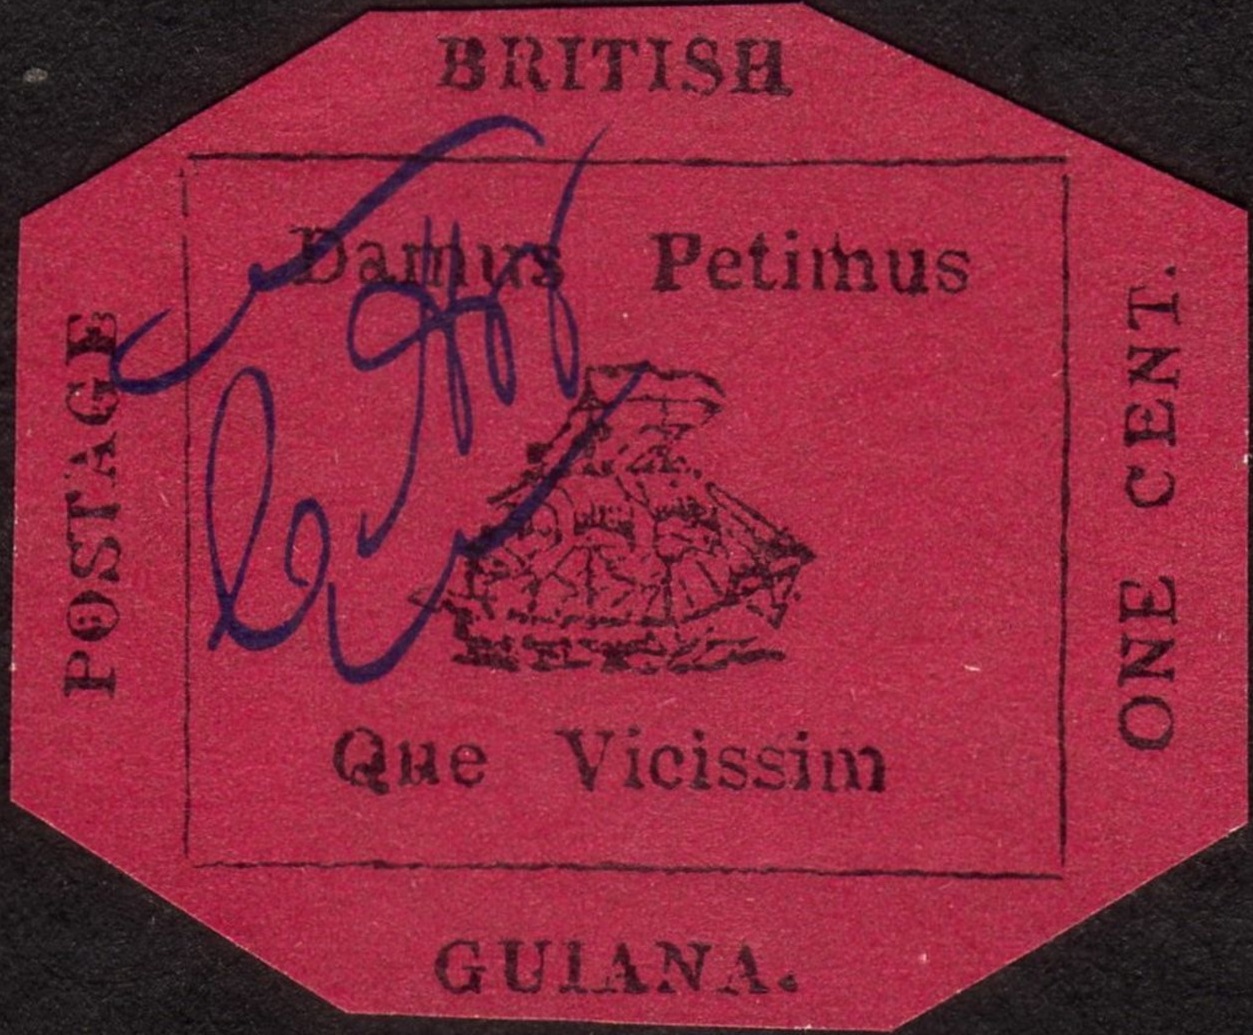 BRITISH
Damus Petimus
Que Vicissim
GUIANA.
POSTAGE
ONE CENT.